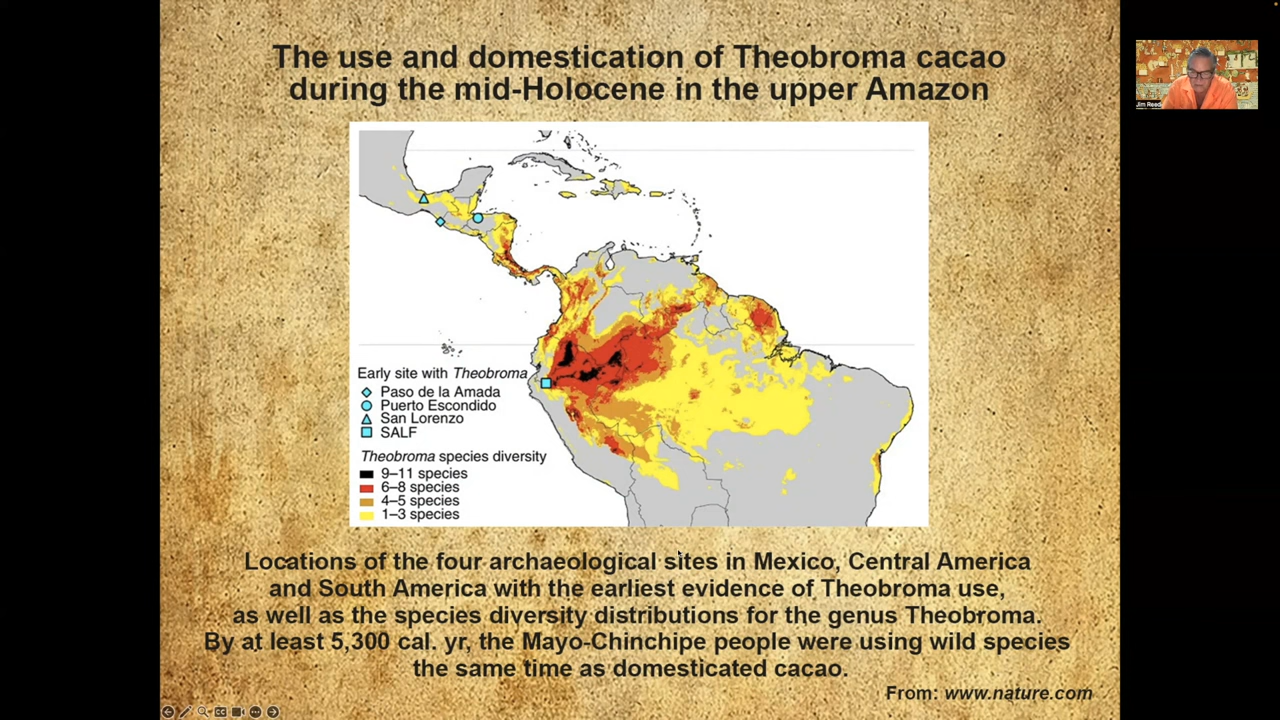 The use and domestication of Theobroma cacao
during the mid-Holocene in the upper Amazon
Jim Reed
Early site with Theobroma
Paso de la Amada
Puerto Escondido
San Lorenzo
SALF
Theobroma species diversity
9–11 species
6–8 species
4–5 species
1–3 species
Locations of the four archaeological sites in Mexico, Central America
and South America with the earliest evidence of Theobroma use,
as well as the species diversity distributions for the genus Theobroma.
By at least 5,300 cal. yr, the Mayo-Chinchipe people were using wild species
the same time as domesticated cacao.
From: www.nature.com